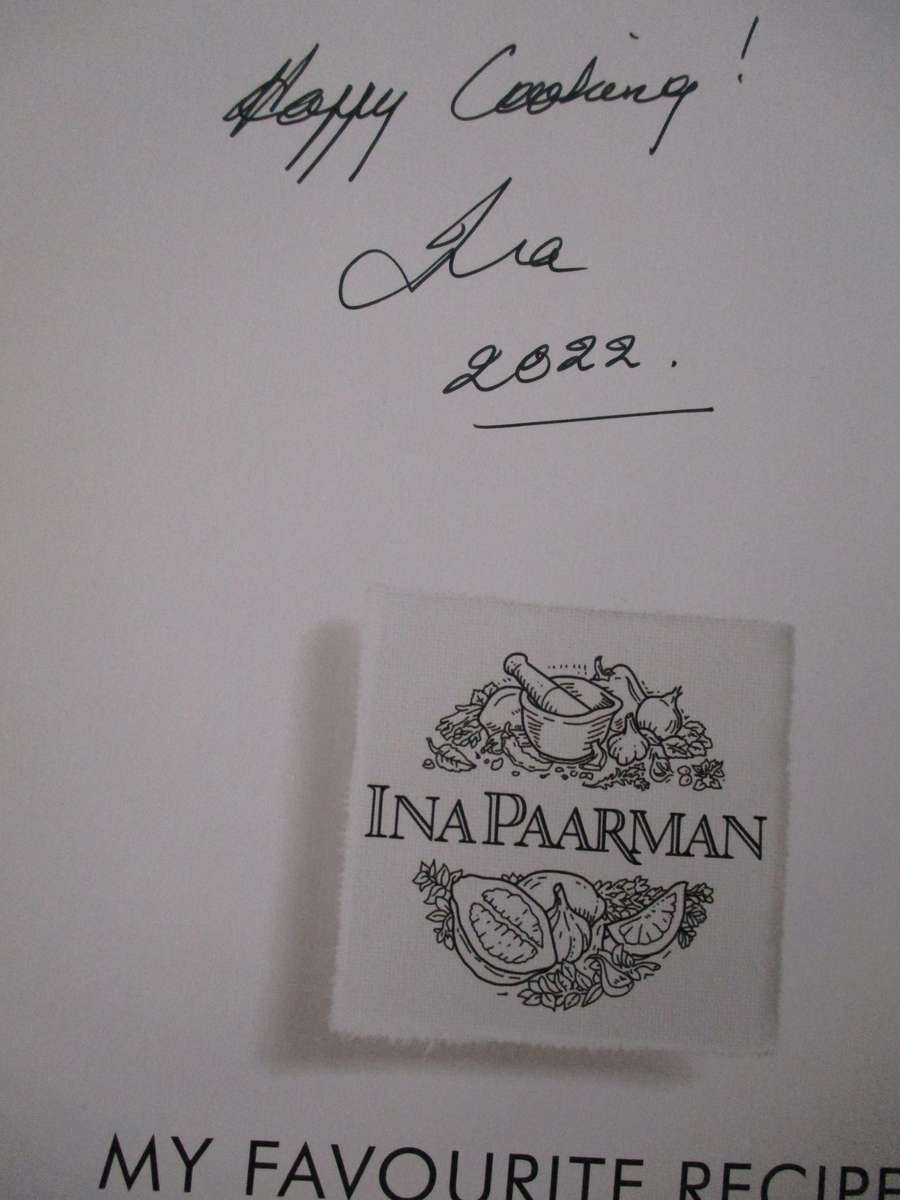 Happy Cooking!
Ina
2022.
INA PAARMAN
MY FAVOURITE RECIPE